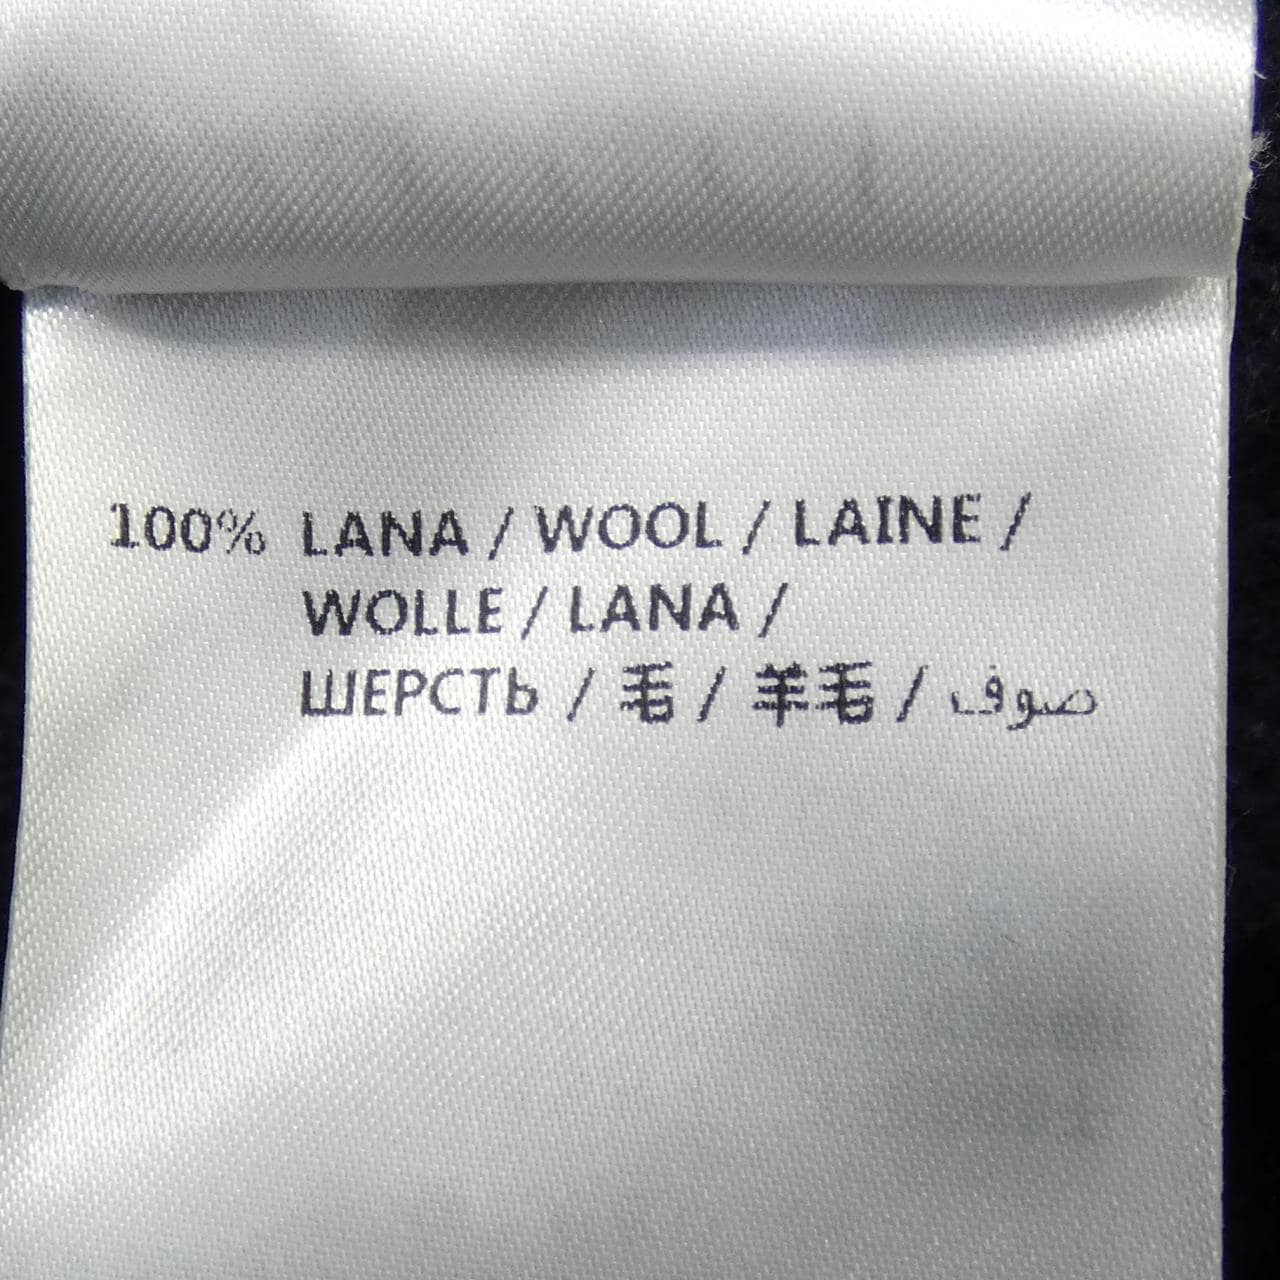 100% LANA / WOOL / LAINE /
WOLLE / LANA /
ШЕРСТЬ / 毛 / 羊毛 / صوف